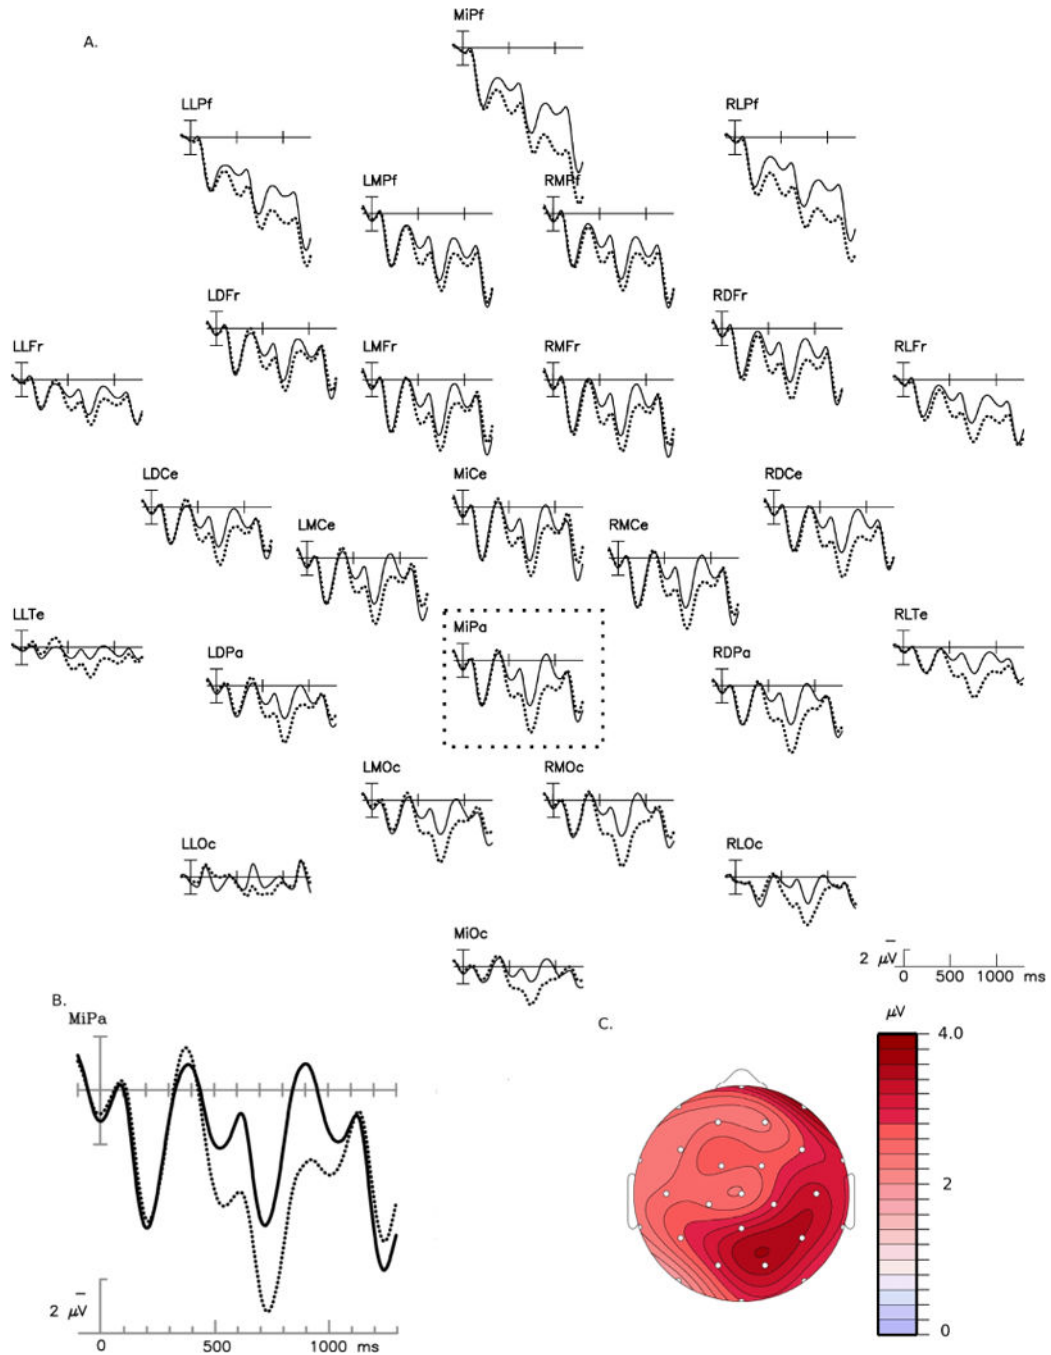 A.
MiPf
LLPf
RLPf
LMPf
RMPf
LDFr
RDFr
LLFr
LMFr
RMFr
RLFr
LDCe
MiCe
RDCe
LMCe
RMCe
LLTe
MiPa
RLTe
LDPa
RDPa
LMOc
RMOc
LLOc
RLOc
MiOc
2 μV
0 500 1000 ms
B.
MiPa
2 μV
0 500 1000 ms
C.
μV
4.0
2
0